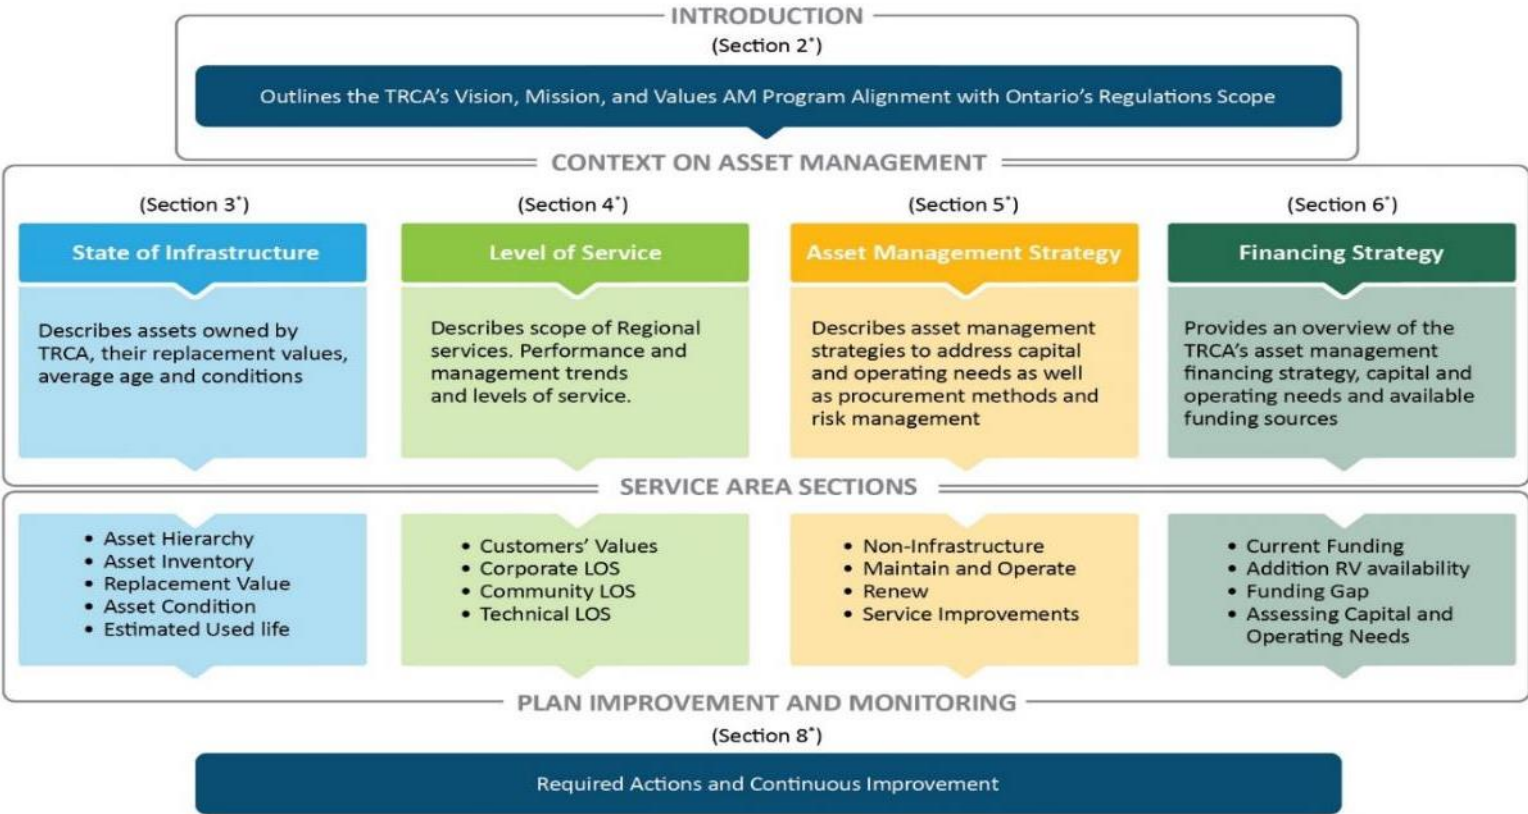 INTRODUCTION
(Section 2*)
Outlines the TRCA's Vision, Mission, and Values AM Program Alignment with Ontario's Regulations Scope
CONTEXT ON ASSET MANAGEMENT
(Section 3*)
State of Infrastructure
Describes assets owned by
TRCA, their replacement values,
average age and conditions
(Section 4*)
Level of Service
Describes scope of Regional
services. Performance and
management trends
and levels of service.
(Section 5*)
Asset Management Strategy
Describes asset management
strategies to address capital
and operating needs as well
as procurement methods and
risk management
(Section 6*)
Financing Strategy
Provides an overview of the
TRCA's asset management
financing strategy, capital and
operating needs and available
funding sources
SERVICE AREA SECTIONS
• Asset Hierarchy
• Asset Inventory
• Replacement Value
• Asset Condition
• Estimated Used life
• Customers' Values
• Corporate LOS
• Community LOS
• Technical LOS
• Non-Infrastructure
• Maintain and Operate
• Renew
• Service Improvements
• Current Funding
• Addition RV availability
• Funding Gap
• Assessing Capital and
Operating Needs
PLAN IMPROVEMENT AND MONITORING
(Section 8*)
Required Actions and Continuous Improvement